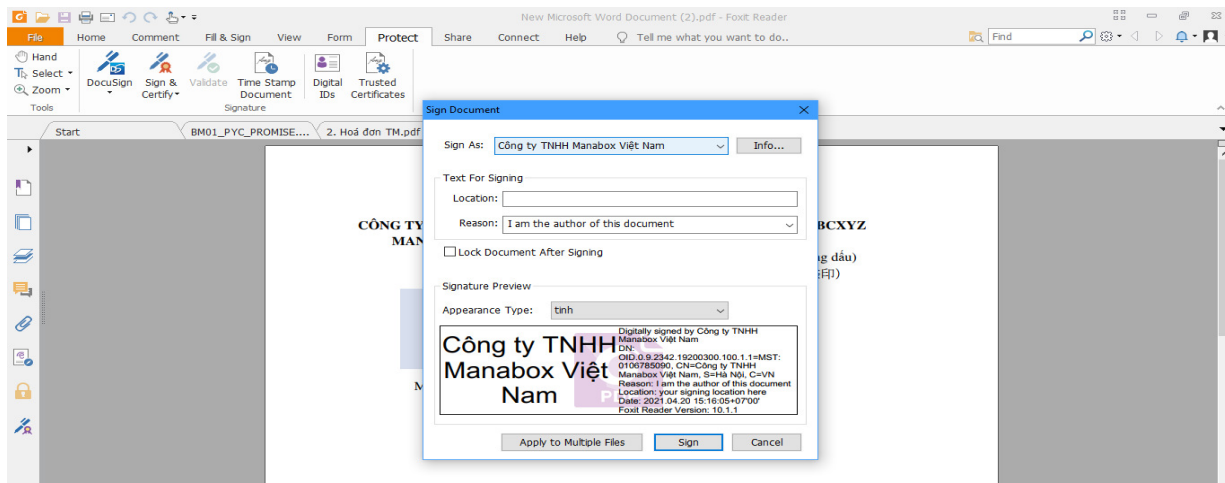 New Microsoft Word Document (2).pdf - Foxit Reader
File Home Comment Fill & Sign View Form Protect Share Connect Help Tell me what you want to do.. Find
Hand
Select
Zoom
Tools
DocuSign
Sign & Certify
Validate
Time Stamp Document
Signature
Digital IDs
Trusted Certificates
Start
BM01_PYC_PROMISE....
2. Hoá đơn TM.pdf
Sign Document
Sign As: Công ty TNHH Manabox Việt Nam Info...
Text For Signing
Location:
Reason: I am the author of this document
Lock Document After Signing
Signature Preview
Appearance Type: tinh
Công ty TNHH
Manabox Việt
Nam
Digitally signed by Công ty TNHH
Manabox Việt Nam
DN:
OID.0.9.2342.19200300.100.1.1=MST:
0106785090, CN=Công ty TNHH
Manabox Việt Nam, S=Hà Nội, C=VN
Reason: I am the author of this document
Location: your signing location here
Date: 2021.04.20 15:16:05+07'00'
Foxit Reader Version: 10.1.1
Apply to Multiple Files Sign Cancel
CÔNG TY
MAN
BCXYZ
ng dấu)
印)
M